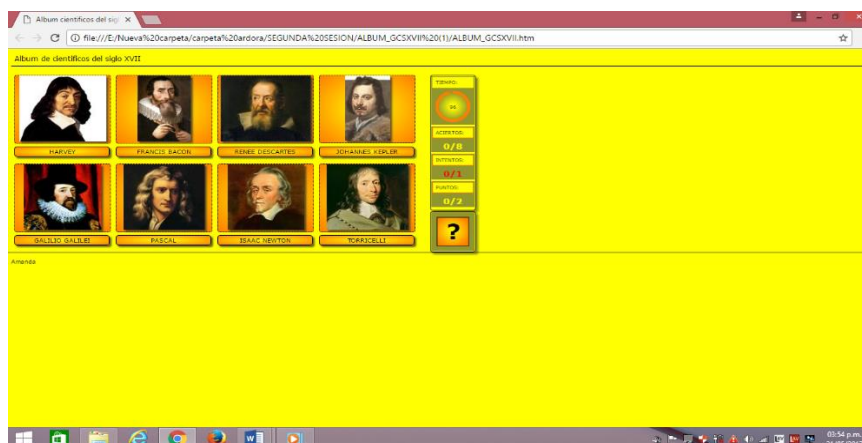 Album cientificos del sig
file:///E:/Nueva%20carpeta/carpeta%20ardora/SEGUNDA%20SESION/ALBUM_GCSXVII%20(1)/ALBUM_GCSXVII.htm
Album de cientificos del siglo XVII
HARVEY
FRANCIS BACON
RENEE DESCARTES
JOHANNES KEPLER
GALILIO GALILEI
PASCAL
ISAAC NEWTON
TORRICELLI
TIEMPO:
ACIERTOS:
0/8
INTENTOS:
0/1
PUNTOS:
0/2
?
Amanda
03:54 p.m.